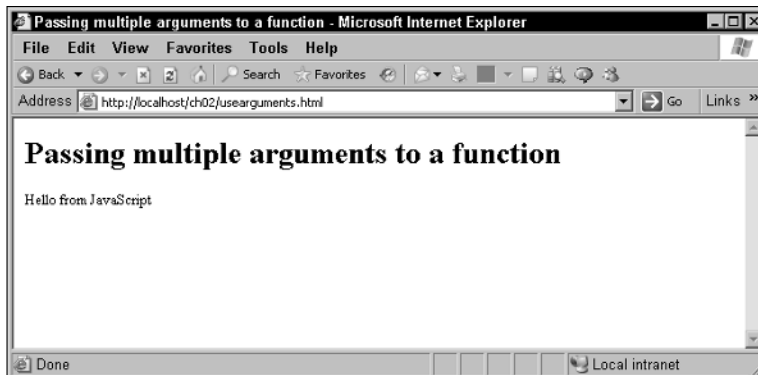 Passing multiple arguments to a function - Microsoft Internet Explorer
File Edit View Favorites Tools Help
Back Search Favorites
Address http://localhost/ch02/usearguments.html Go Links »
Passing multiple arguments to a function
Hello from JavaScript
Done Local intranet